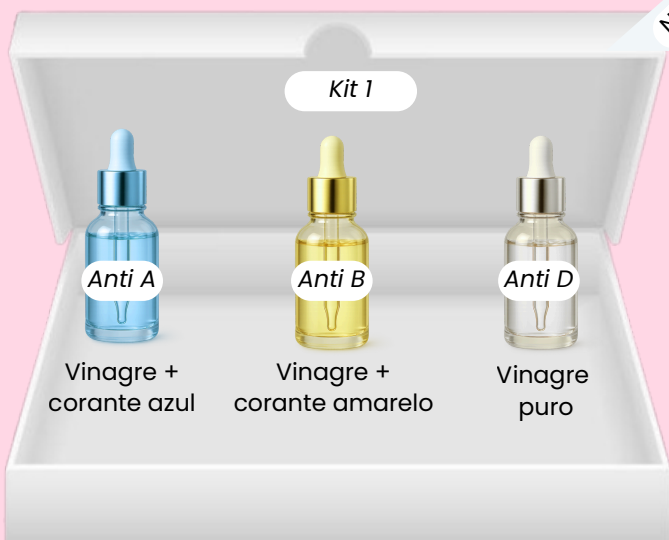 Kit 1
Anti A
Anti B
Anti D
Vinagre +
corante azul
Vinagre +
corante amarelo
Vinagre
puro